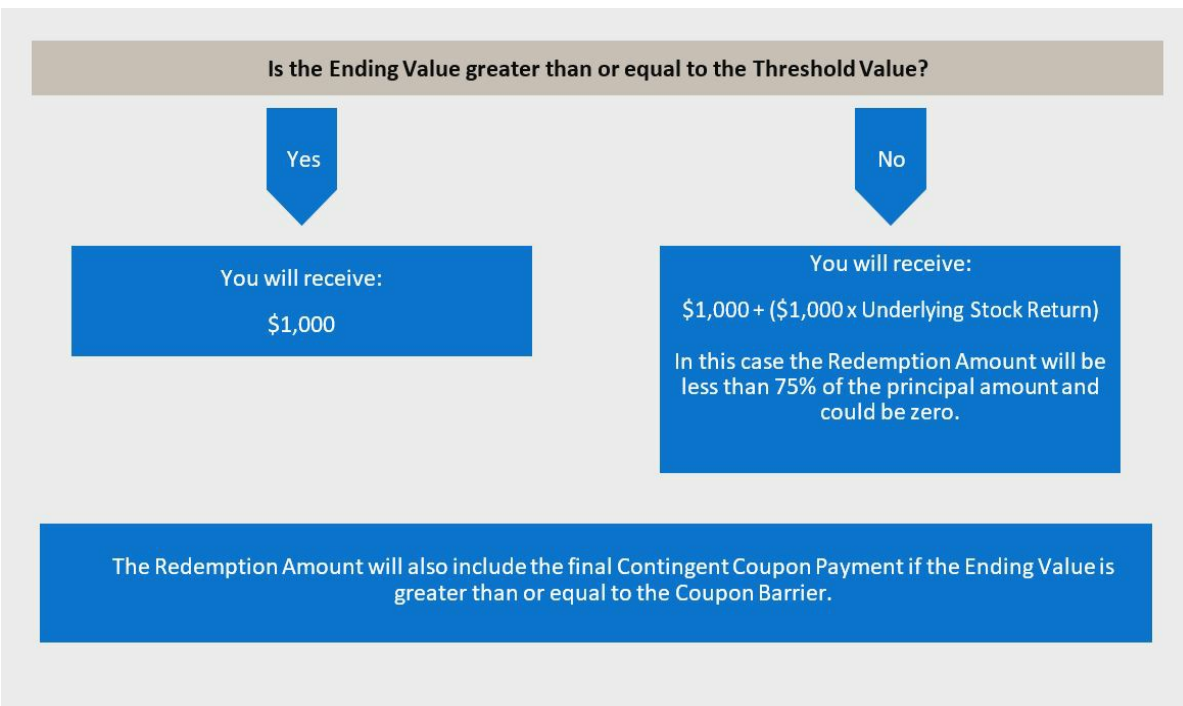 Is the Ending Value greater than or equal to the Threshold Value?
Yes
No
You will receive:
$1,000
You will receive:
$1,000 + ($1,000 x Underlying Stock Return)
In this case the Redemption Amount will be
less than 75% of the principal amount and
could be zero.
The Redemption Amount will also include the final Contingent Coupon Payment if the Ending Value is
greater than or equal to the Coupon Barrier.